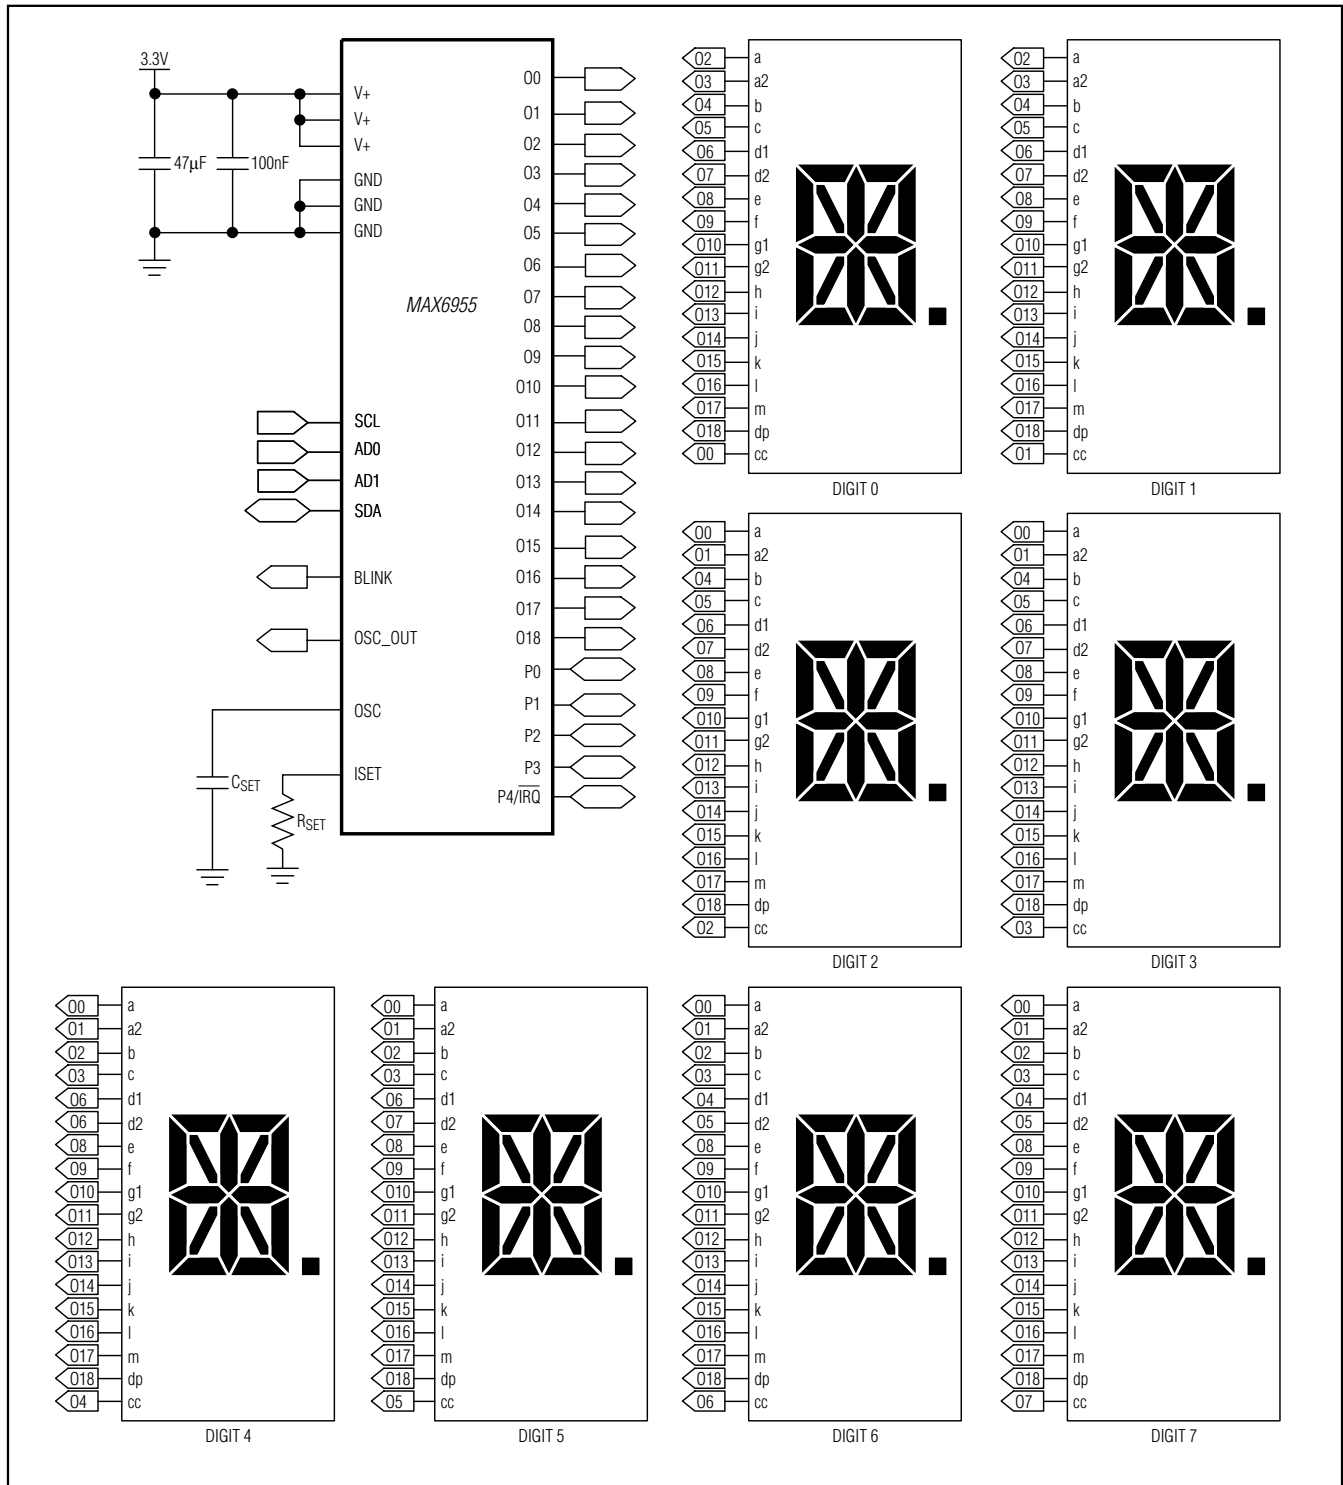 3.3V
47µF
100nF
V+
V+
V+
GND
GND
GND
MAX6955
SCL
AD0
AD1
SDA
BLINK
OSC_OUT
OSC
ISET
CSET
RSET
O0
O1
O2
O3
O4
O5
O6
O7
O8
O9
O10
O11
O12
O13
O14
O15
O16
O17
O18
P0
P1
P2
P3
P4/IRQ
O2 a
O3 a2
O4 b
O5 c
O6 d1
O7 d2
O8 e
O9 f
O10 g1
O11 g2
O12 h
O13 i
O14 j
O15 k
O16 l
O17 m
O18 dp
O0 cc
DIGIT 0
O2 a
O3 a2
O4 b
O5 c
O6 d1
O7 d2
O8 e
O9 f
O10 g1
O11 g2
O12 h
O13 i
O14 j
O15 k
O16 l
O17 m
O18 dp
O1 cc
DIGIT 1
O0 a
O1 a2
O4 b
O5 c
O6 d1
O7 d2
O8 e
O9 f
O10 g1
O11 g2
O12 h
O13 i
O14 j
O15 k
O16 l
O17 m
O18 dp
O2 cc
DIGIT 2
O0 a
O1 a2
O4 b
O5 c
O6 d1
O7 d2
O8 e
O9 f
O10 g1
O11 g2
O12 h
O13 i
O14 j
O15 k
O16 l
O17 m
O18 dp
O3 cc
DIGIT 3
O0 a
O1 a2
O2 b
O3 c
O6 d1
O6 d2
O8 e
O9 f
O10 g1
O11 g2
O12 h
O13 i
O14 j
O15 k
O16 l
O17 m
O18 dp
O4 cc
DIGIT 4
O0 a
O1 a2
O2 b
O3 c
O6 d1
O7 d2
O8 e
O9 f
O10 g1
O11 g2
O12 h
O13 i
O14 j
O15 k
O16 l
O17 m
O18 dp
O5 cc
DIGIT 5
O0 a
O1 a2
O2 b
O3 c
O4 d1
O5 d2
O8 e
O9 f
O10 g1
O11 g2
O12 h
O13 i
O14 j
O15 k
O16 l
O17 m
O18 dp
O6 cc
DIGIT 6
O0 a
O1 a2
O2 b
O3 c
O4 d1
O5 d2
O8 e
O9 f
O10 g1
O11 g2
O12 h
O13 i
O14 j
O15 k
O16 l
O17 m
O18 dp
O7 cc
DIGIT 7